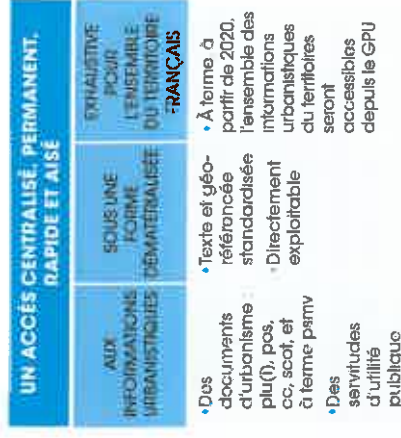 UN ACCÈS CENTRALISÉ, PERMANENT,
RAPIDE ET AISÉ
AUX
INFORMATIONS
URBANISTIQUES
SOUS UNE
FORME
DÉMATÉRIALISÉE
EXHAUSTIVE
POUR
L'ENSEMBLE
DU TERRITOIRE
FRANÇAIS
•Des
documents
d'urbanisme :
plu(i), pos,
cc, scot, et
à terme psmv
•Des
servitudes
d'utilité
publique
•Texte et géo-
référencée
standardisée
•Directement
exploitable
•À terme à
partir de 2020,
l'ensemble des
informations
urbanistiques
du territoires
seront
accessibles
depuis le GPU